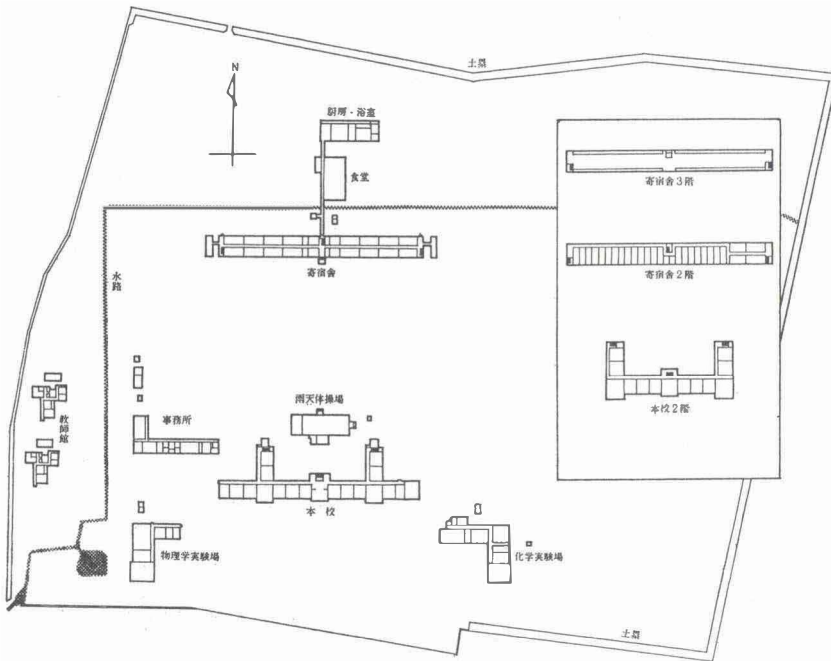 土塁
N
厨房・浴室
食堂
寄宿舎3階
寄宿舎
寄宿舎2階
水路
雨天体操場
本校2階
事務所
教師館
本校
物理学実験場
化学実験場
土塁